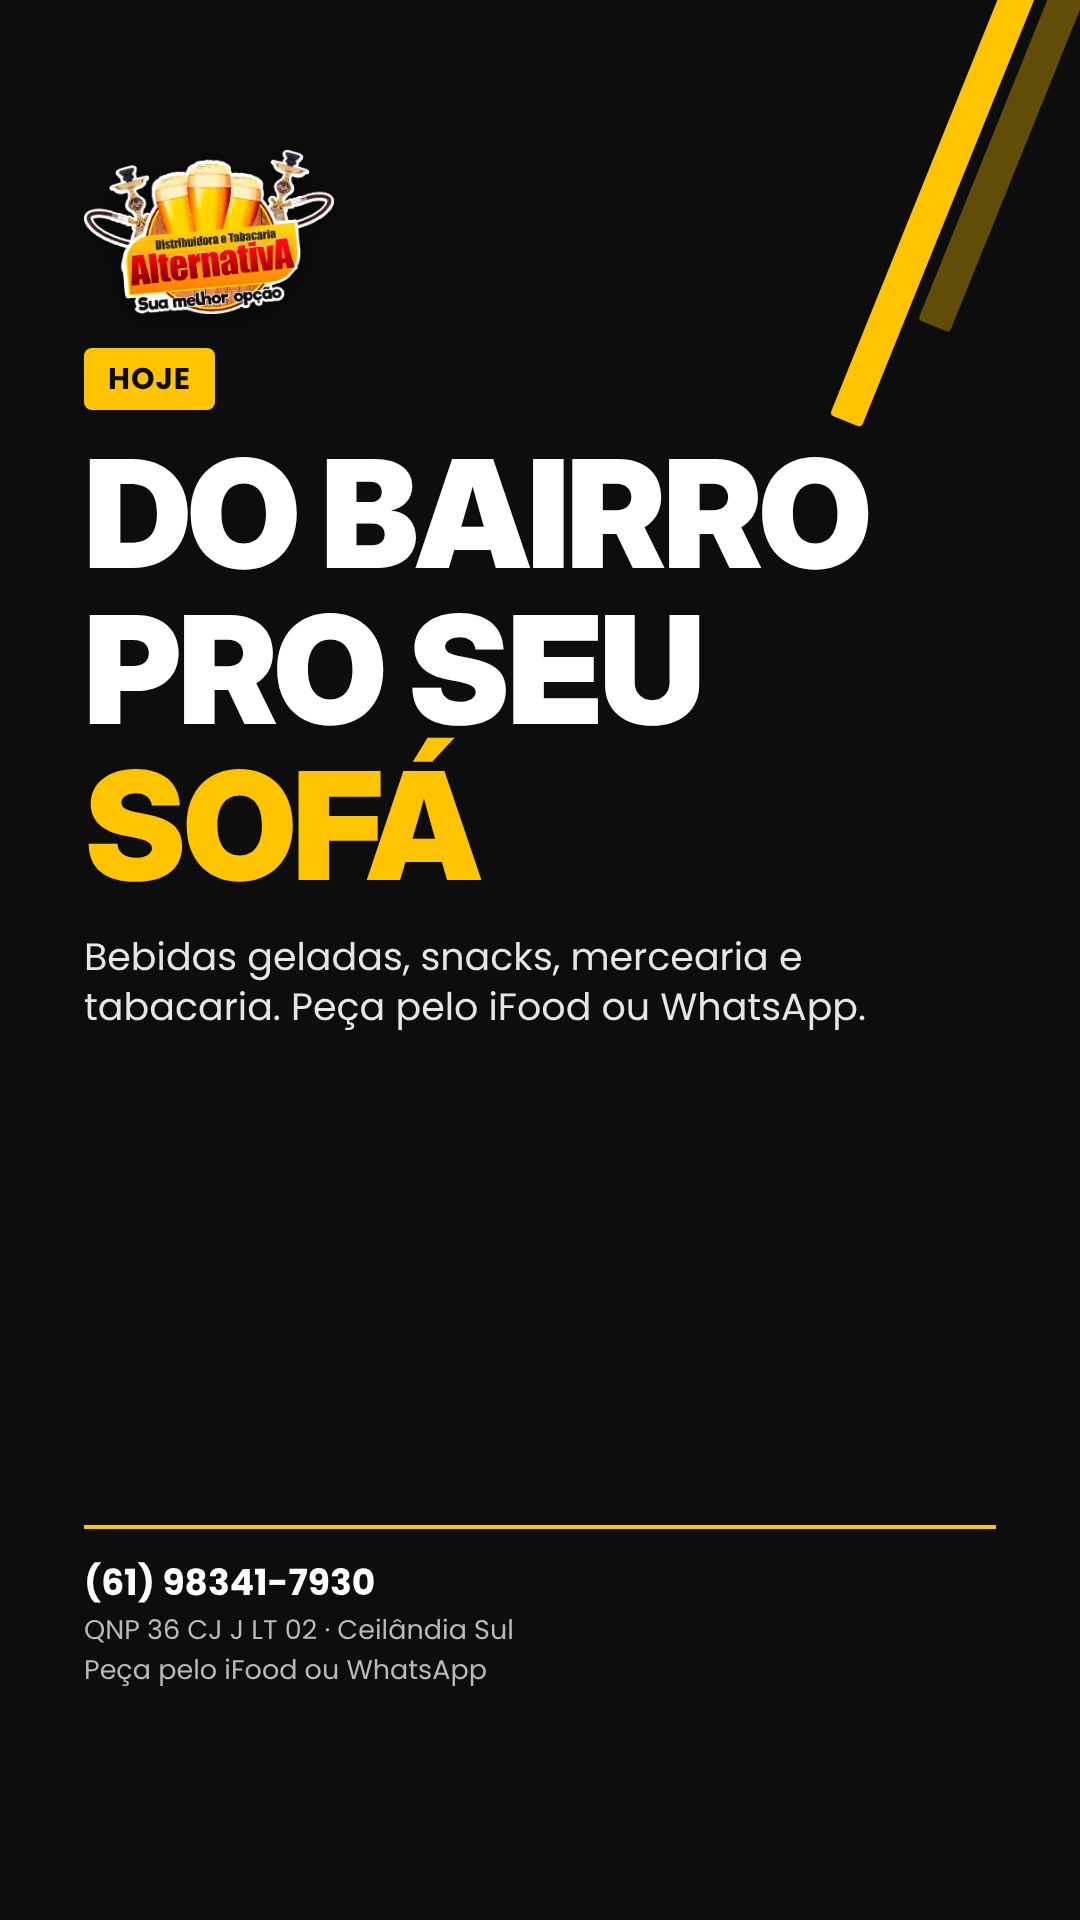 Distribuidora e Tabacaria
AlternativA
Sua melhor opção
HOJE
DO BAIRRO
PRO SEU
SOFÁ
Bebidas geladas, snacks, mercearia e
tabacaria. Peça pelo iFood ou WhatsApp.
(61) 98341-7930
QNP 36 CJ J LT 02 · Ceilândia Sul
Peça pelo iFood ou WhatsApp